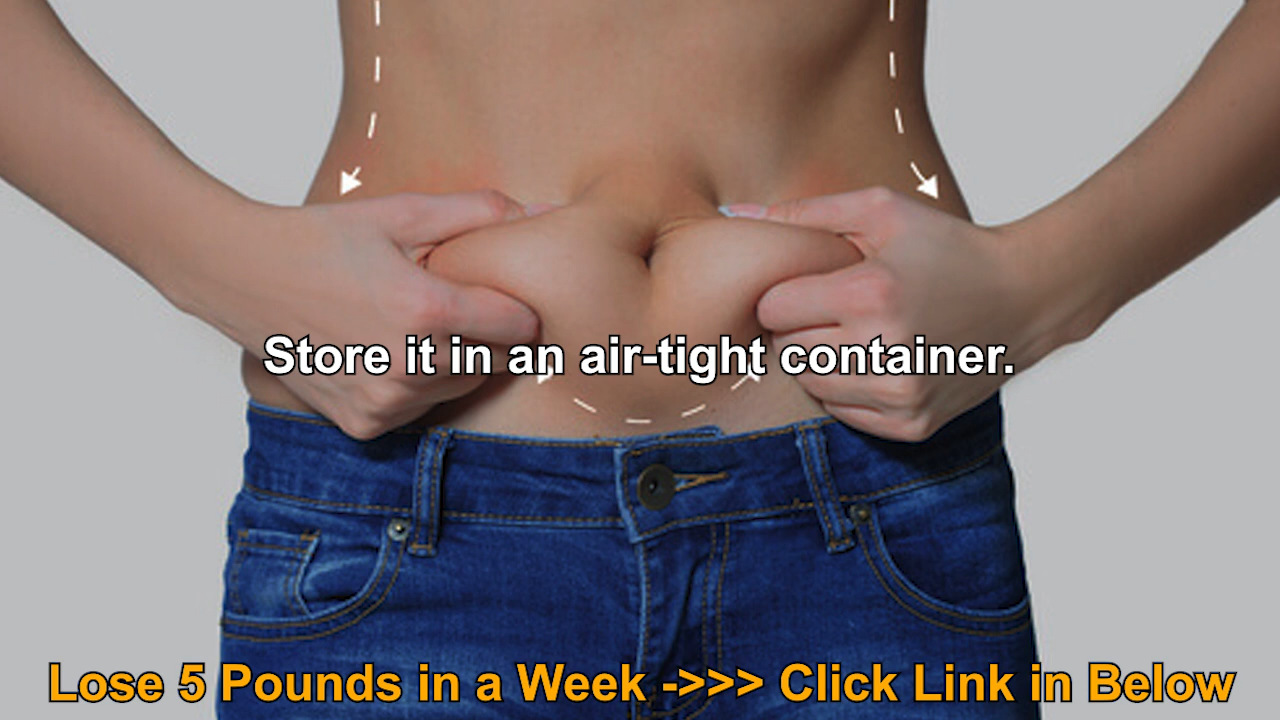 Store it in an air-tight container.
Lose 5 Pounds in a Week ->>> Click Link in Below